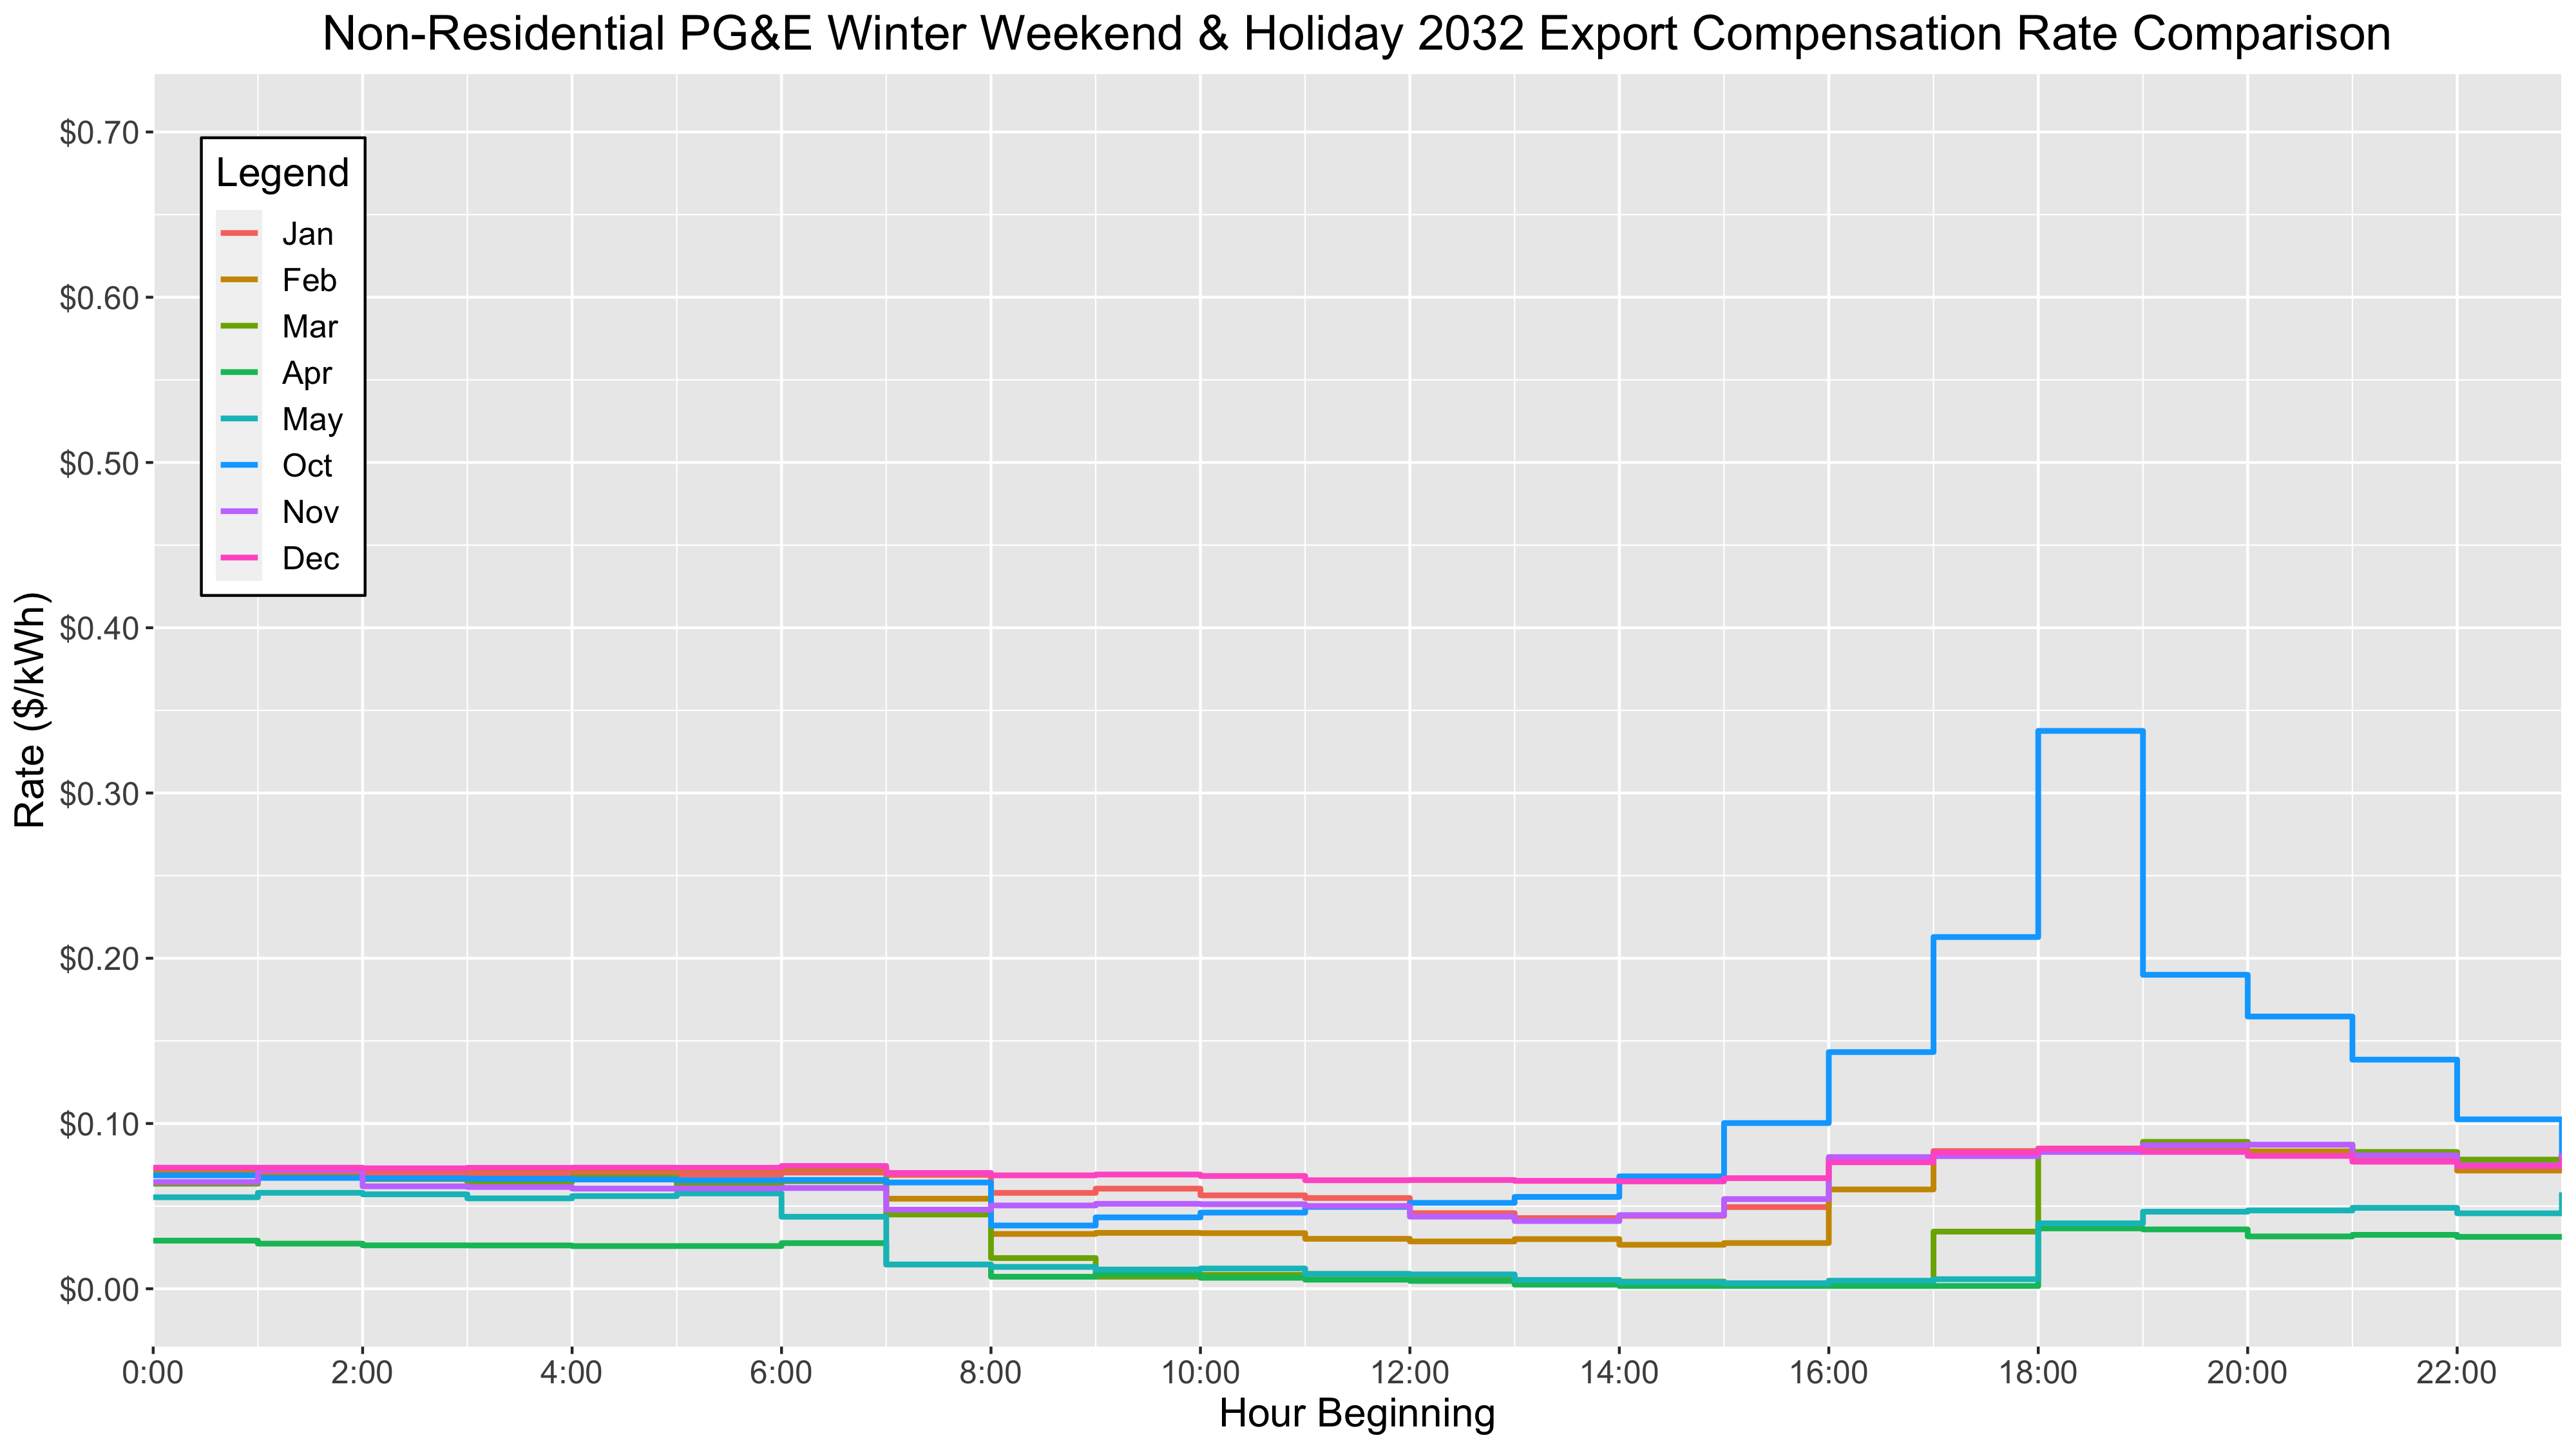 Non-Residential PG&E Winter Weekend & Holiday 2032 Export Compensation Rate Comparison
Rate ($/kWh)
$0.70
$0.60
$0.50
$0.40
$0.30
$0.20
$0.10
$0.00
Legend
Jan
Feb
Mar
Apr
May
Oct
Nov
Dec
0:00 2:00 4:00 6:00 8:00 10:00 12:00 14:00 16:00 18:00 20:00 22:00
Hour Beginning